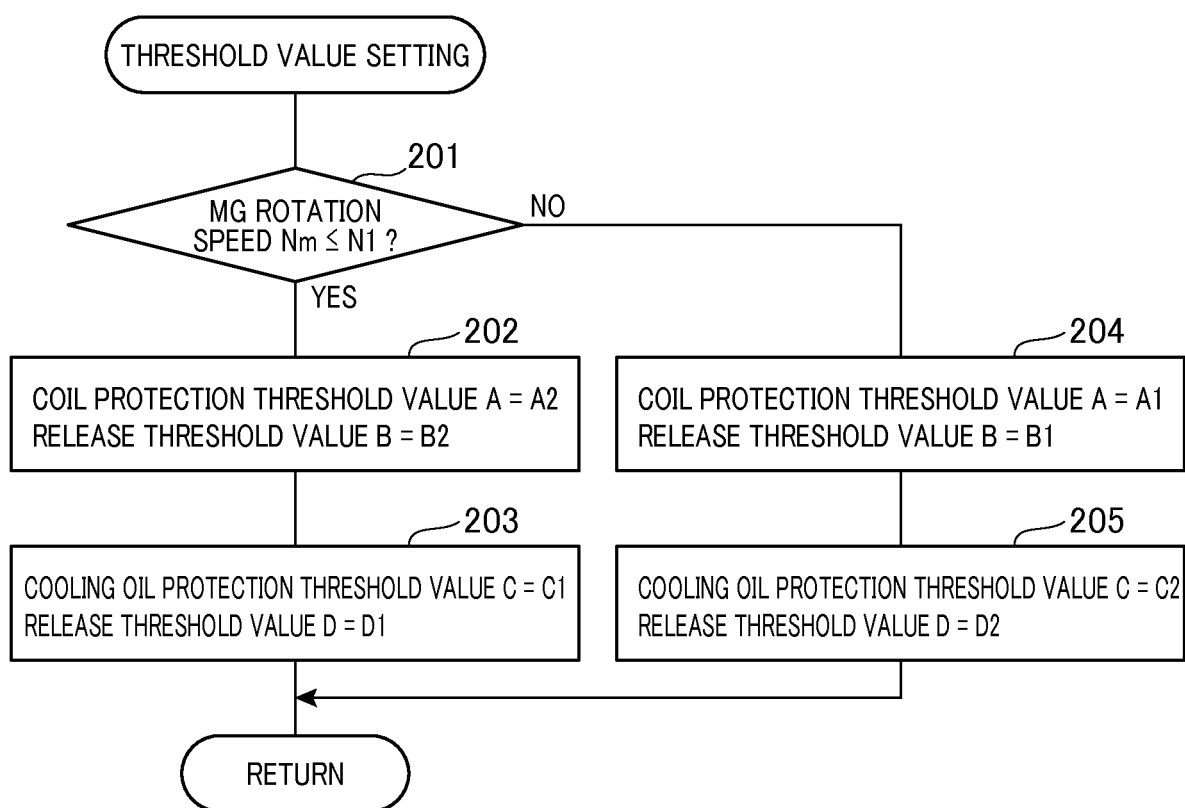 THRESHOLD VALUE SETTING
201
MG ROTATION
SPEED Nm ≤ N1 ?
NO
YES
202
COIL PROTECTION THRESHOLD VALUE A = A2
RELEASE THRESHOLD VALUE B = B2
204
COIL PROTECTION THRESHOLD VALUE A = A1
RELEASE THRESHOLD VALUE B = B1
203
COOLING OIL PROTECTION THRESHOLD VALUE C = C1
RELEASE THRESHOLD VALUE D = D1
205
COOLING OIL PROTECTION THRESHOLD VALUE C = C2
RELEASE THRESHOLD VALUE D = D2
RETURN